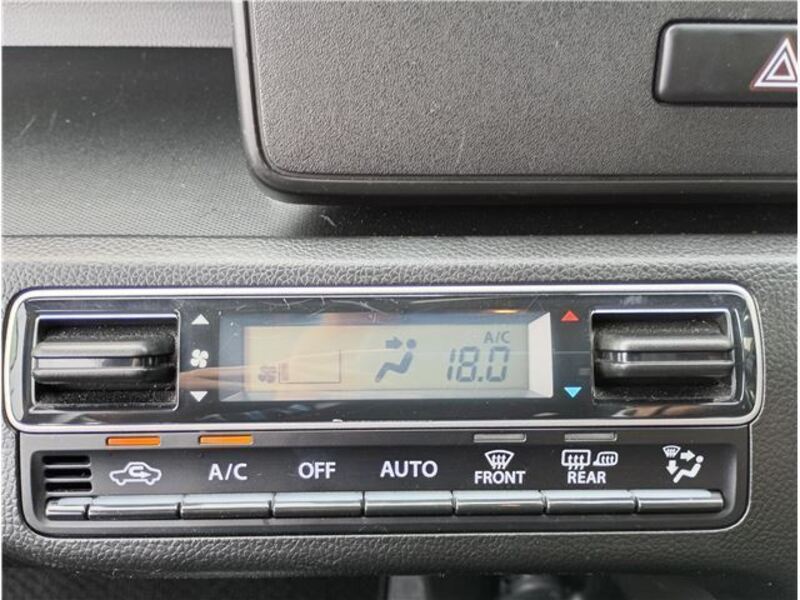 A/C
18.0
A/C
OFF
AUTO
FRONT
REAR